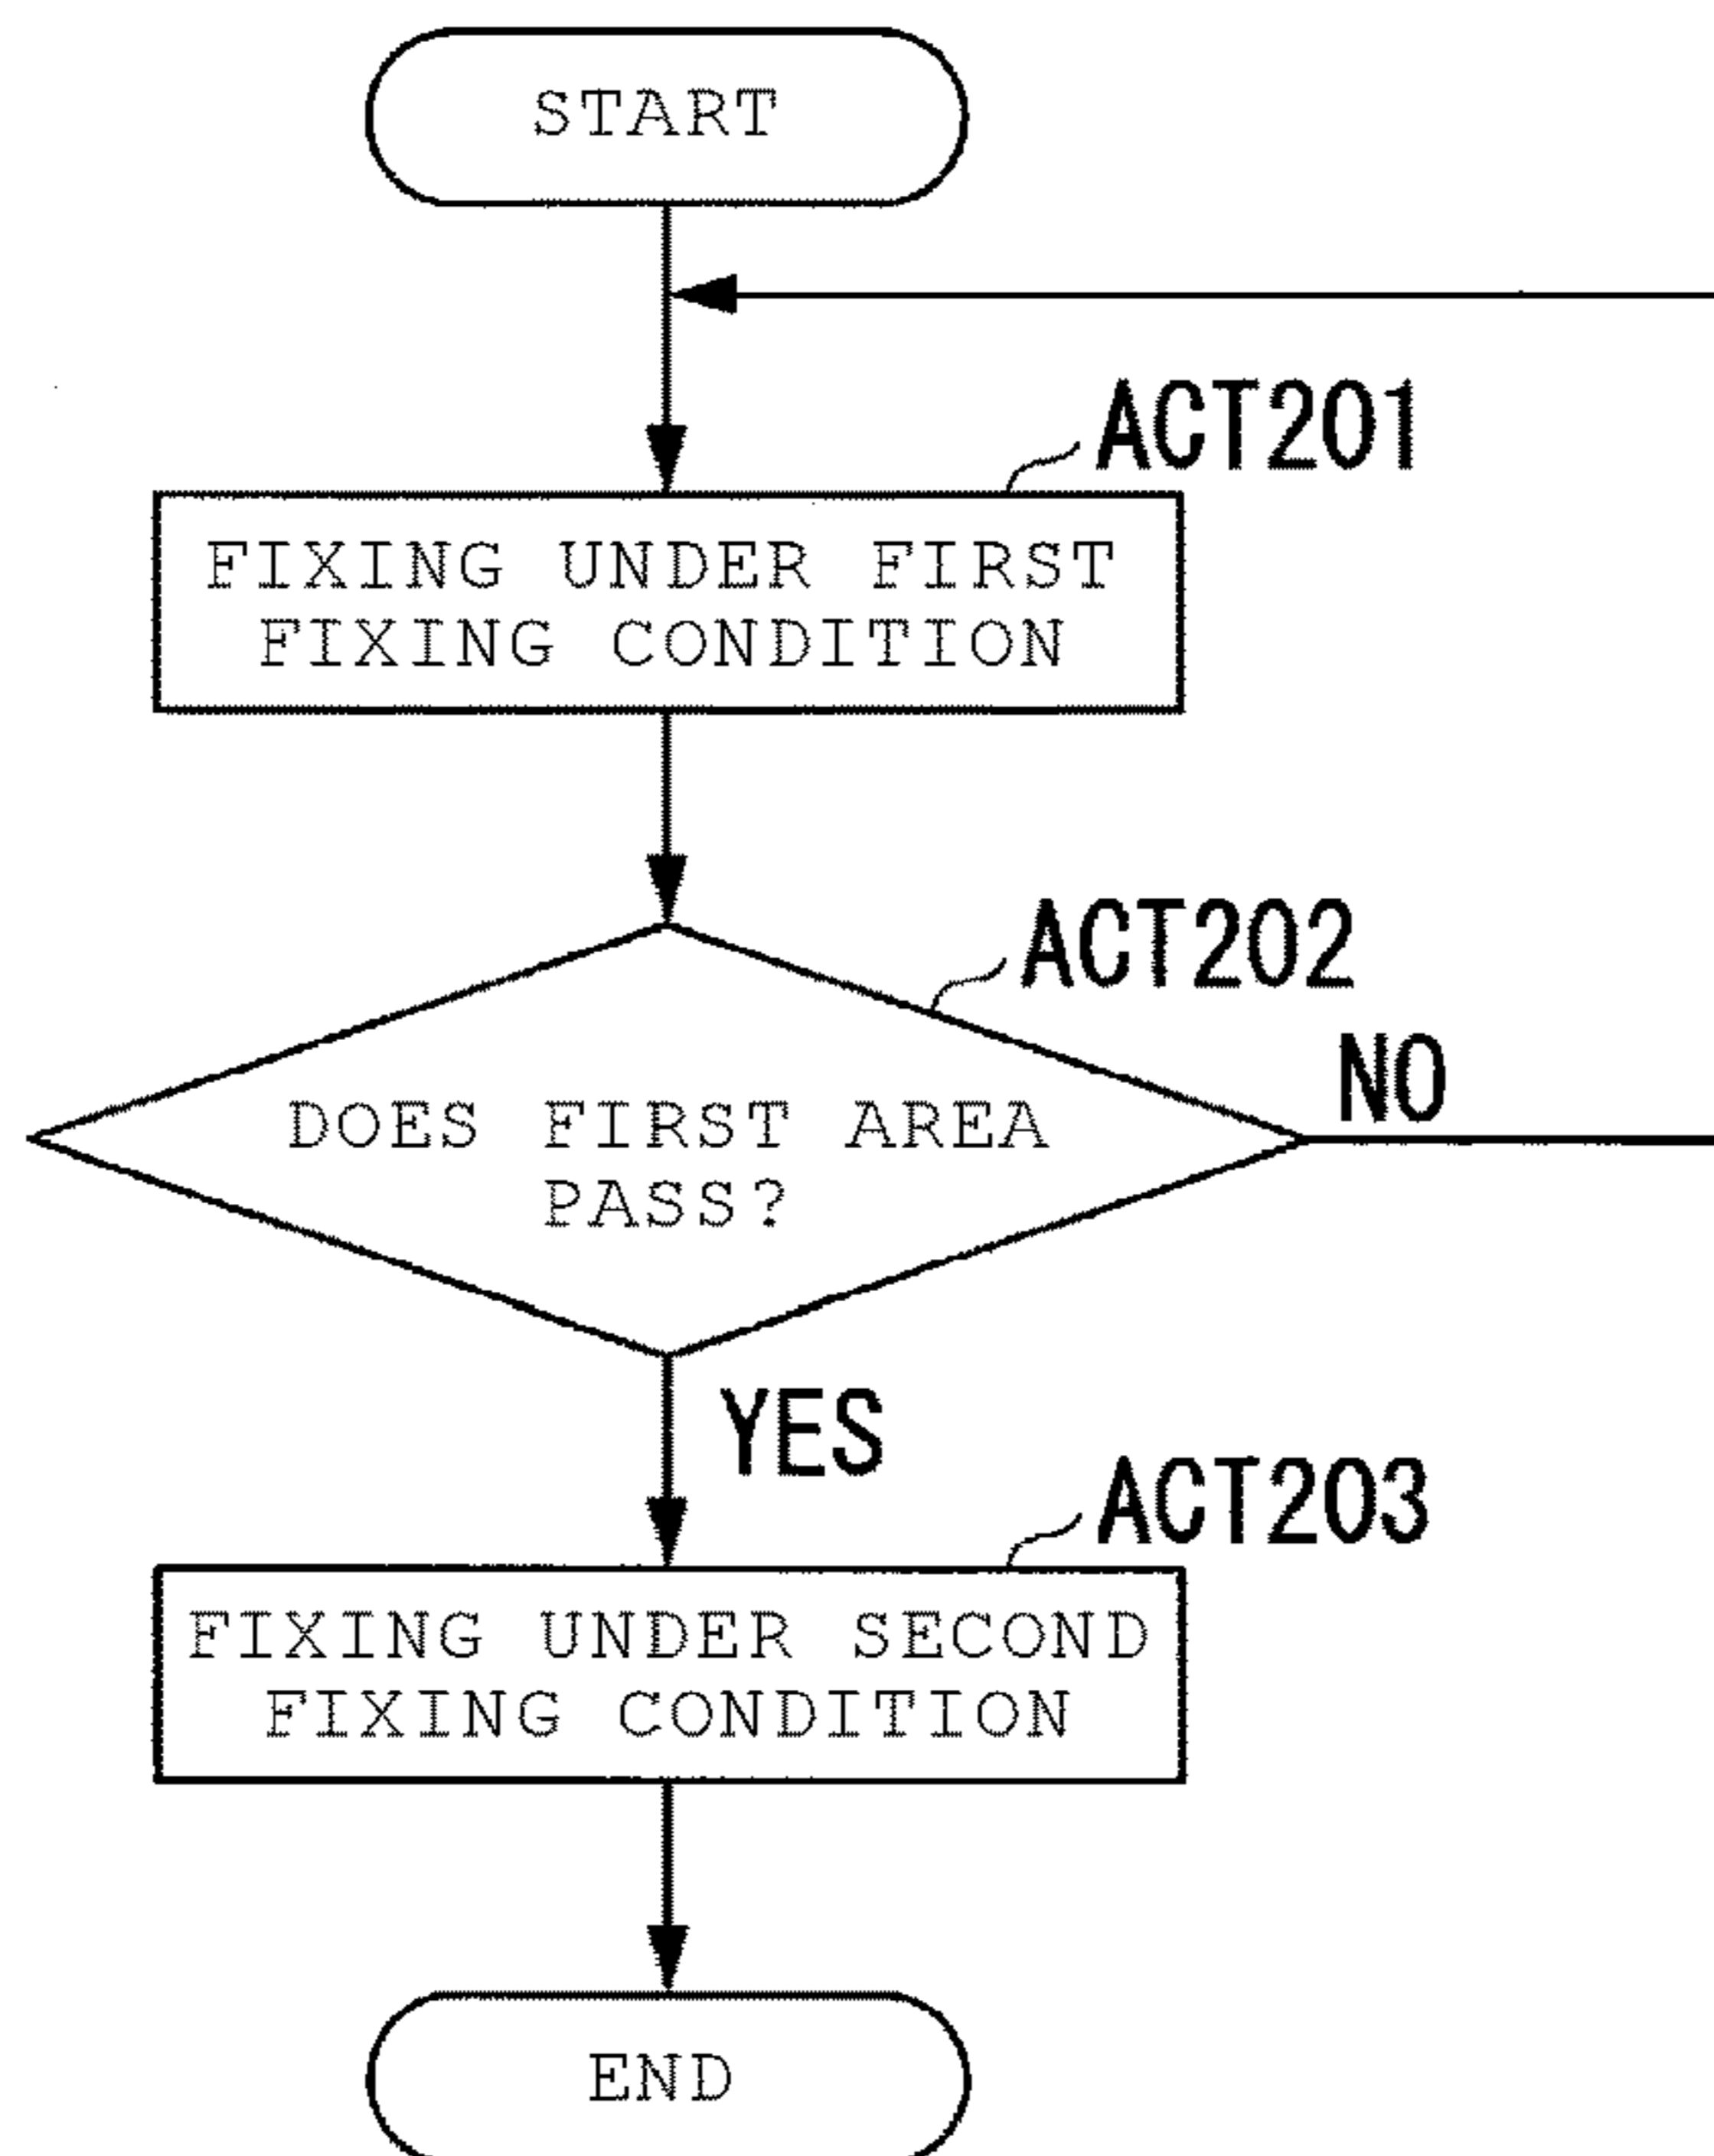 START
ACT201
FIXING UNDER FIRST
FIXING CONDITION
ACT202
NO
DOES FIRST AREA
PASS?
YES
ACT203
FIXING UNDER SECOND
FIXING CONDITION
END